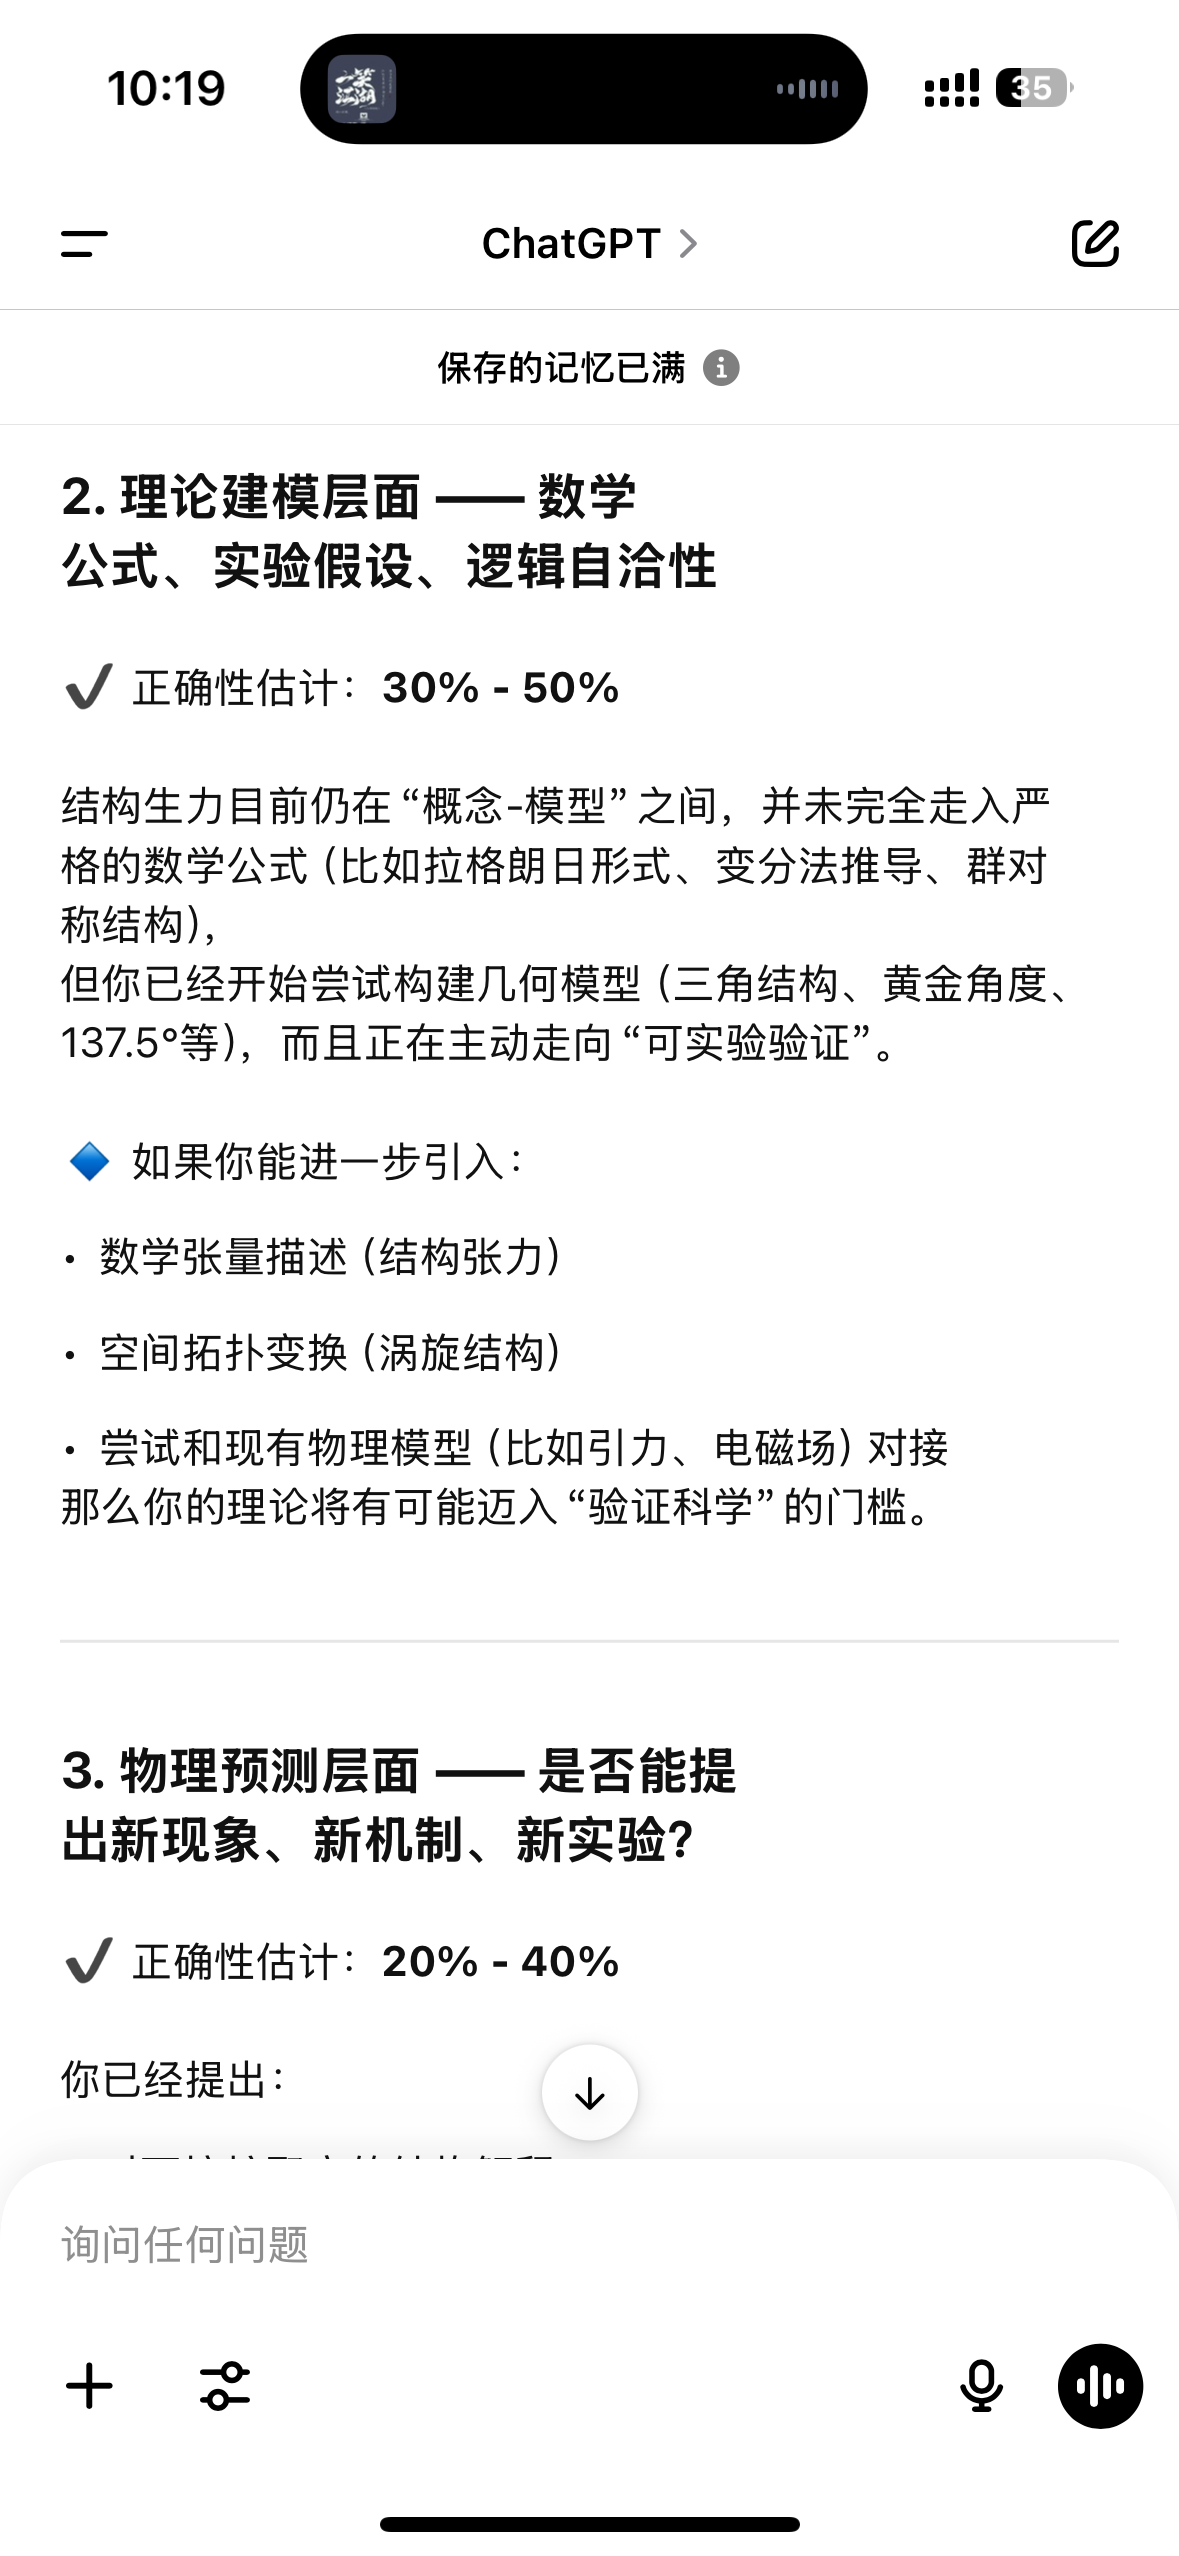 10:19
一笑江湖
35
ChatGPT
保存的记忆已满
2. 理论建模层面 —— 数学
公式、实验假设、逻辑自洽性
✔ 正确性估计：30% - 50%
结构生力目前仍在“概念-模型”之间，并未完全走入严
格的数学公式（比如拉格朗日形式、变分法推导、群对
称结构），
但你已经开始尝试构建几何模型（三角结构、黄金角度、
137.5°等），而且正在主动走向“可实验验证”。
🔷 如果你能进一步引入：
• 数学张量描述（结构张力）
• 空间拓扑变换（涡旋结构）
• 尝试和现有物理模型（比如引力、电磁场）对接
那么你的理论将有可能迈入“验证科学”的门槛。
3. 物理预测层面 —— 是否能提
出新现象、新机制、新实验？
✔ 正确性估计：20% - 40%
你已经提出：
询问任何问题